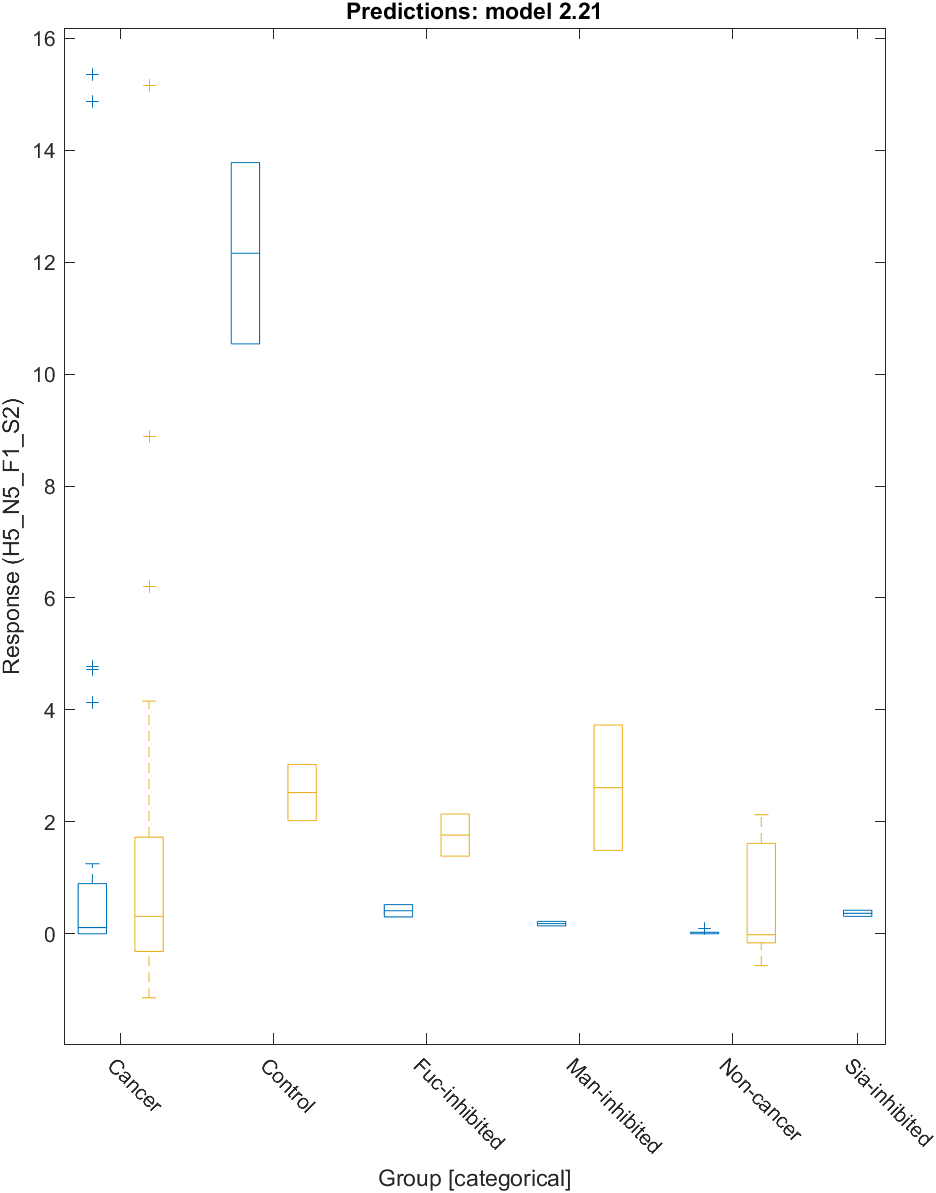 Predictions: model 2.21
16
14
12
10
8
6
4
2
0
Response (H5_N5_F1_S2)
Cancer
Control
Fuc-inhibited
Man-inhibited
Non-cancer
Sia-inhibited
Group [categorical]